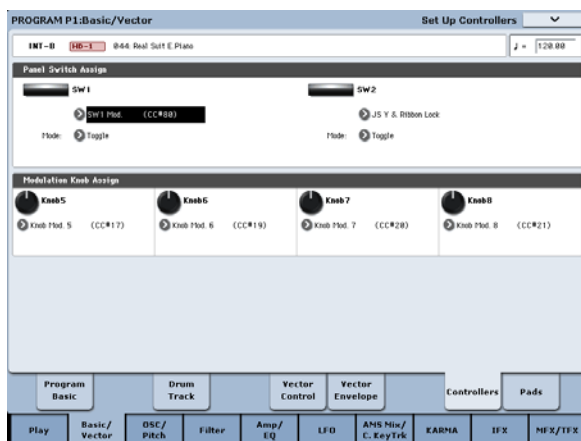 PROGRAM P1:Basic/Vector Set Up Controllers
INT-D HD-1 044: Real Suit E.Piano ♩ = 120.00
Panel Switch Assign
SW1 SW2
SW1 Mod. (CC#80) JS Y & Ribbon Lock
Mode: Toggle Mode: Toggle
Modulation Knob Assign
Knob5 Knob6 Knob7 Knob8
Knob Mod. 5 (CC#17) Knob Mod. 6 (CC#19) Knob Mod. 7 (CC#20) Knob Mod. 8 (CC#21)
Program Basic Drum Track Vector Control Vector Envelope Controllers Pads
Play Basic/ Vector OSC/ Pitch Filter Amp/ EQ LFO AMS Mix/ C. KeyTrk KARMA IFX MFX/TFX